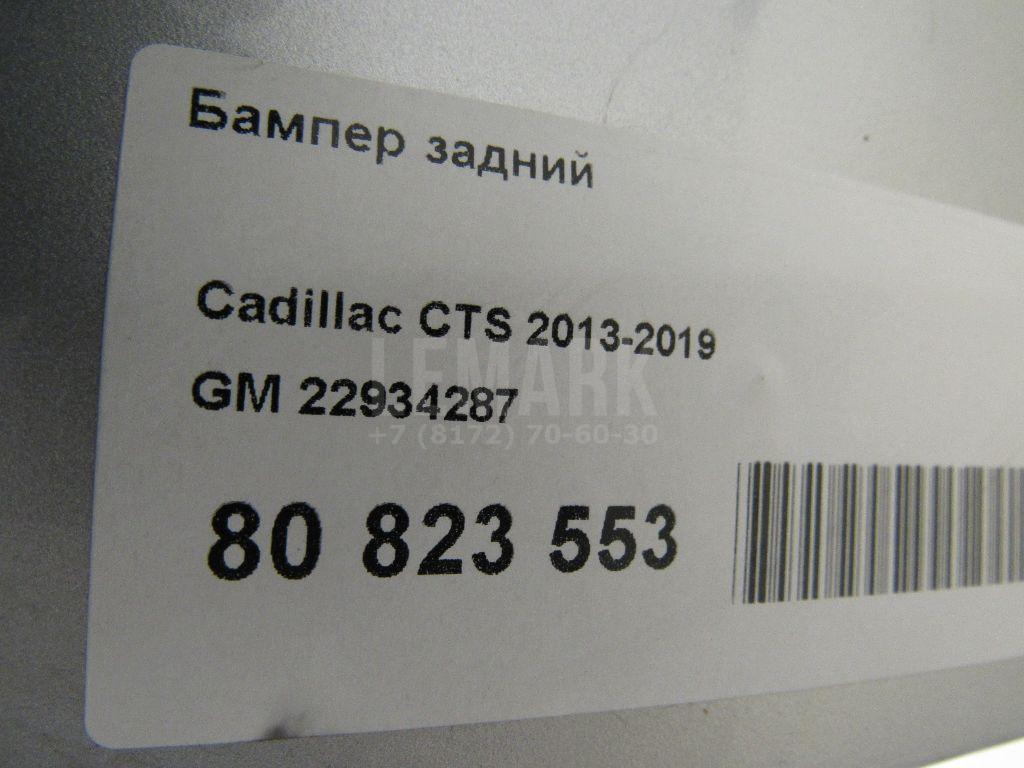 Бампер задний
Cadillac CTS 2013-2019
GM 22934287
LEMARK
+7 (8172) 70-60-30
80 823 553